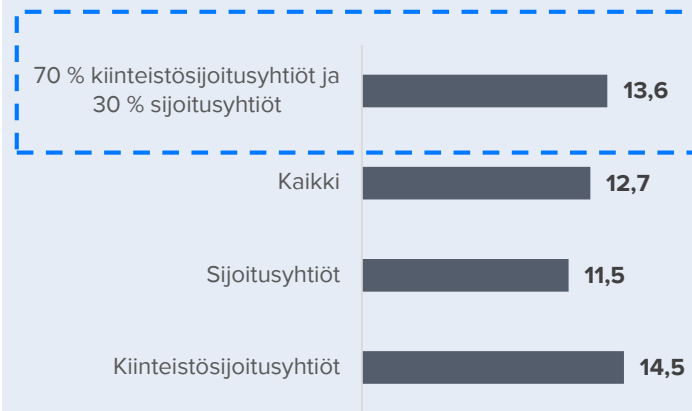 70 % kiinteistösijoitusyhtiöt ja
30 % sijoitusyhtiöt
13,6
Kaikki
12,7
Sijoitusyhtiöt
11,5
Kiinteistösijoitusyhtiöt
14,5